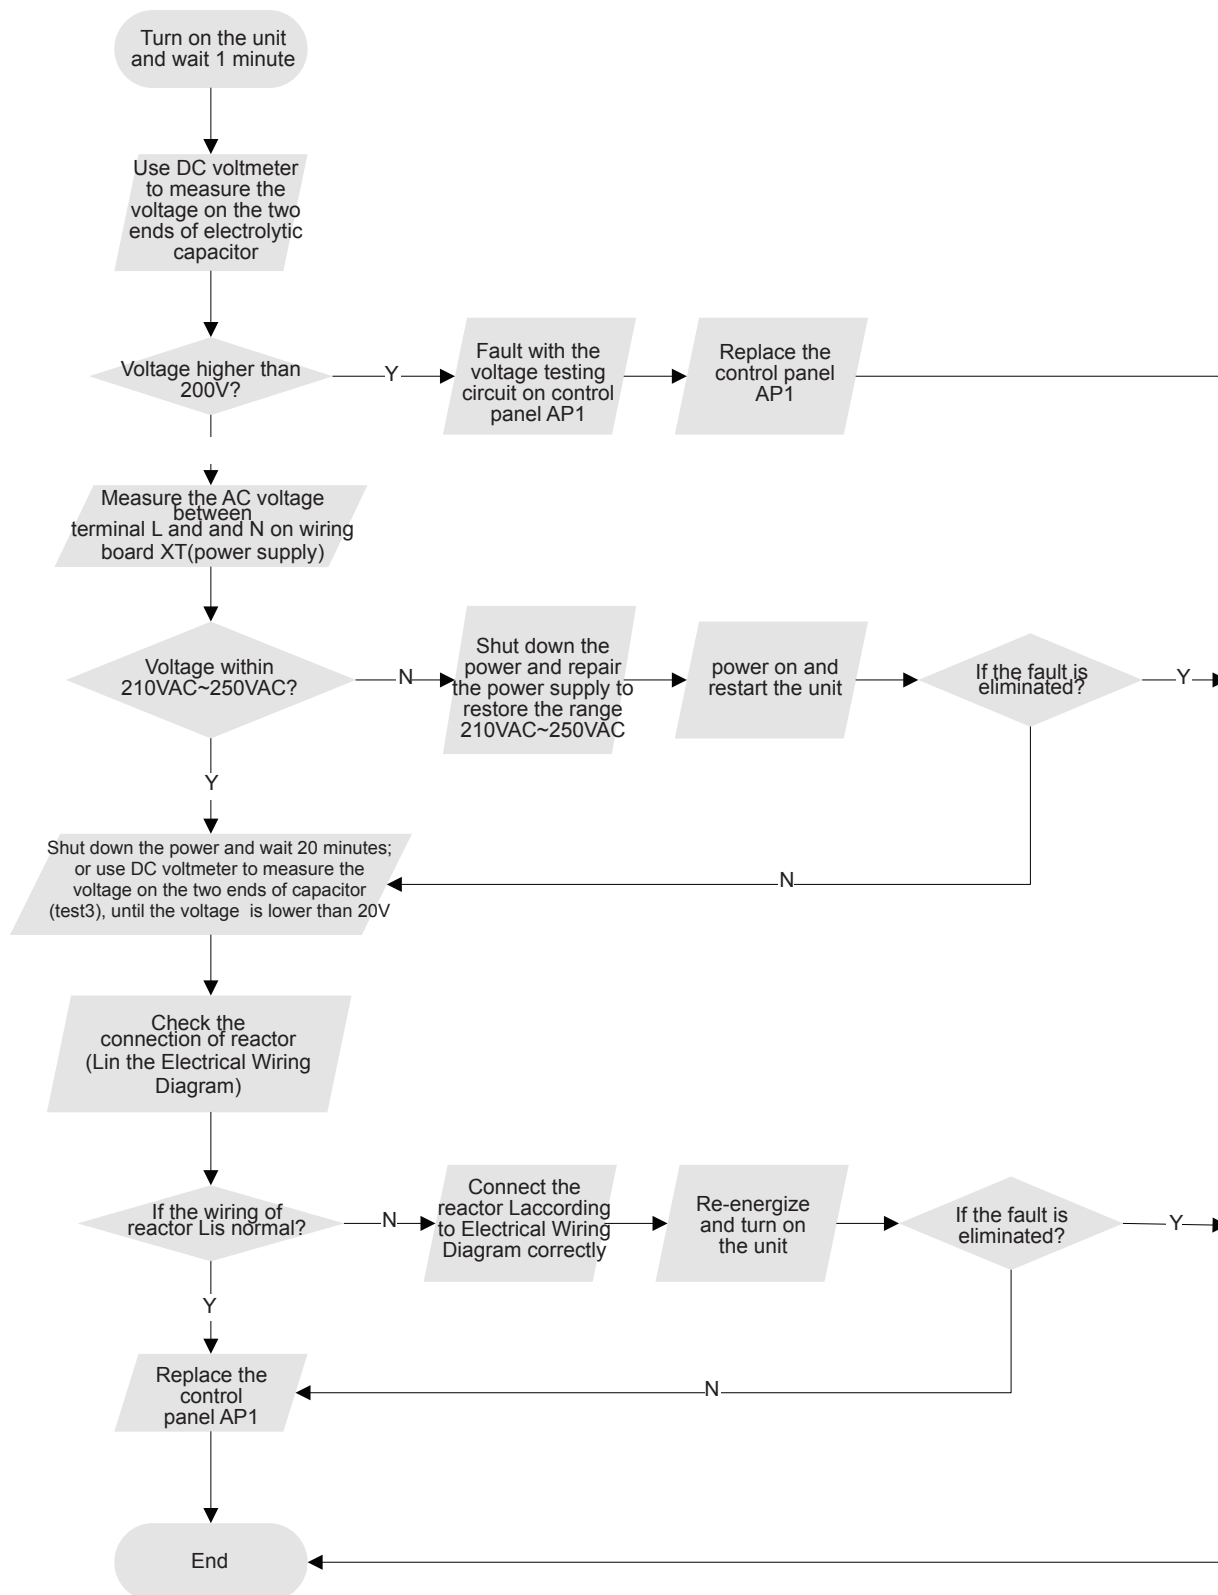 Turn on the unit
and wait 1 minute
Use DC voltmeter
to measure the
voltage on the two
ends of electrolytic
capacitor
Voltage higher than
200V?
Y
Fault with the
voltage testing
circuit on control
panel AP1
Replace the
control panel
AP1
Measure the AC voltage
between
terminal L and and N on wiring
board XT(power supply)
Voltage within
210VAC~250VAC?
N
Shut down the
power and repair
the power supply to
restore the range
210VAC~250VAC
power on and
restart the unit
If the fault is
eliminated?
Y
Y
Shut down the power and wait 20 minutes;
or use DC voltmeter to measure the
voltage on the two ends of capacitor
(test3), until the voltage  is lower than 20V
N
Check the
connection of reactor
(Lin the Electrical Wiring
Diagram)
If the wiring of
reactor Lis normal?
N
Connect the
reactor Laccording
to Electrical Wiring
Diagram correctly
Re-energize
and turn on
the unit
If the fault is
eliminated?
Y
Y
Replace the
control
panel AP1
N
End